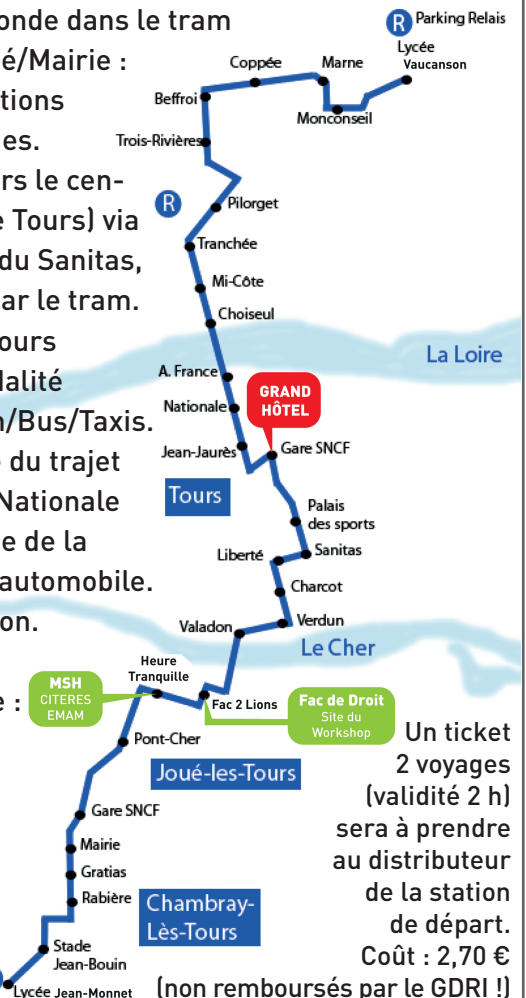 onde dans le tram
é/Mairie :
tions
es.
rs le cen-
e Tours) via
du Sanitas,
ar le tram.
ours
dalité
n/Bus/Taxis.
e du trajet
Nationale
e de la
automobile.
on.
e :
R Parking Relais
Lycée
Vaucanson
Marne
Coppée
Monconseil
Beffroi
Trois-Rivières
R
Pilorget
Tranchée
Mi-Côte
Choiseul
La Loire
A. France
GRAND
HÔTEL
Nationale
Jean-Jaurès
Gare SNCF
Tours
Palais
des sports
Sanitas
Liberté
Charcot
Verdun
Valadon
Le Cher
Heure
Tranquille
MSH
CITERES
EMAM
Fac 2 Lions
Fac de Droit
Site du
Workshop
Pont-Cher
Joué-les-Tours
Gare SNCF
Mairie
Gratias
Rabière
Chambray-
Lès-Tours
Stade
Jean-Bouin
Lycée Jean-Monnet
Un ticket
2 voyages
(validité 2 h)
sera à prendre
au distributeur
de la station
de départ.
Coût : 2,70 €
(non remboursés par le GDRI !)